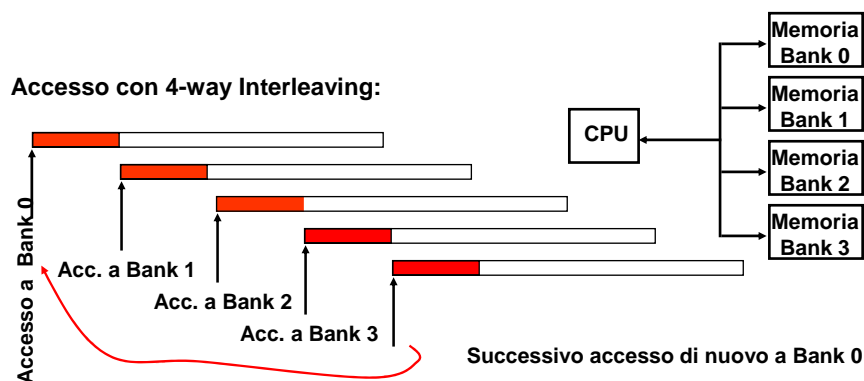 Accesso con 4-way Interleaving:
Memoria
Bank 0
Memoria
Bank 1
CPU
Memoria
Bank 2
Memoria
Bank 3
Accesso a Bank 0
Acc. a Bank 1
Acc. a Bank 2
Acc. a Bank 3
Successivo accesso di nuovo a Bank 0